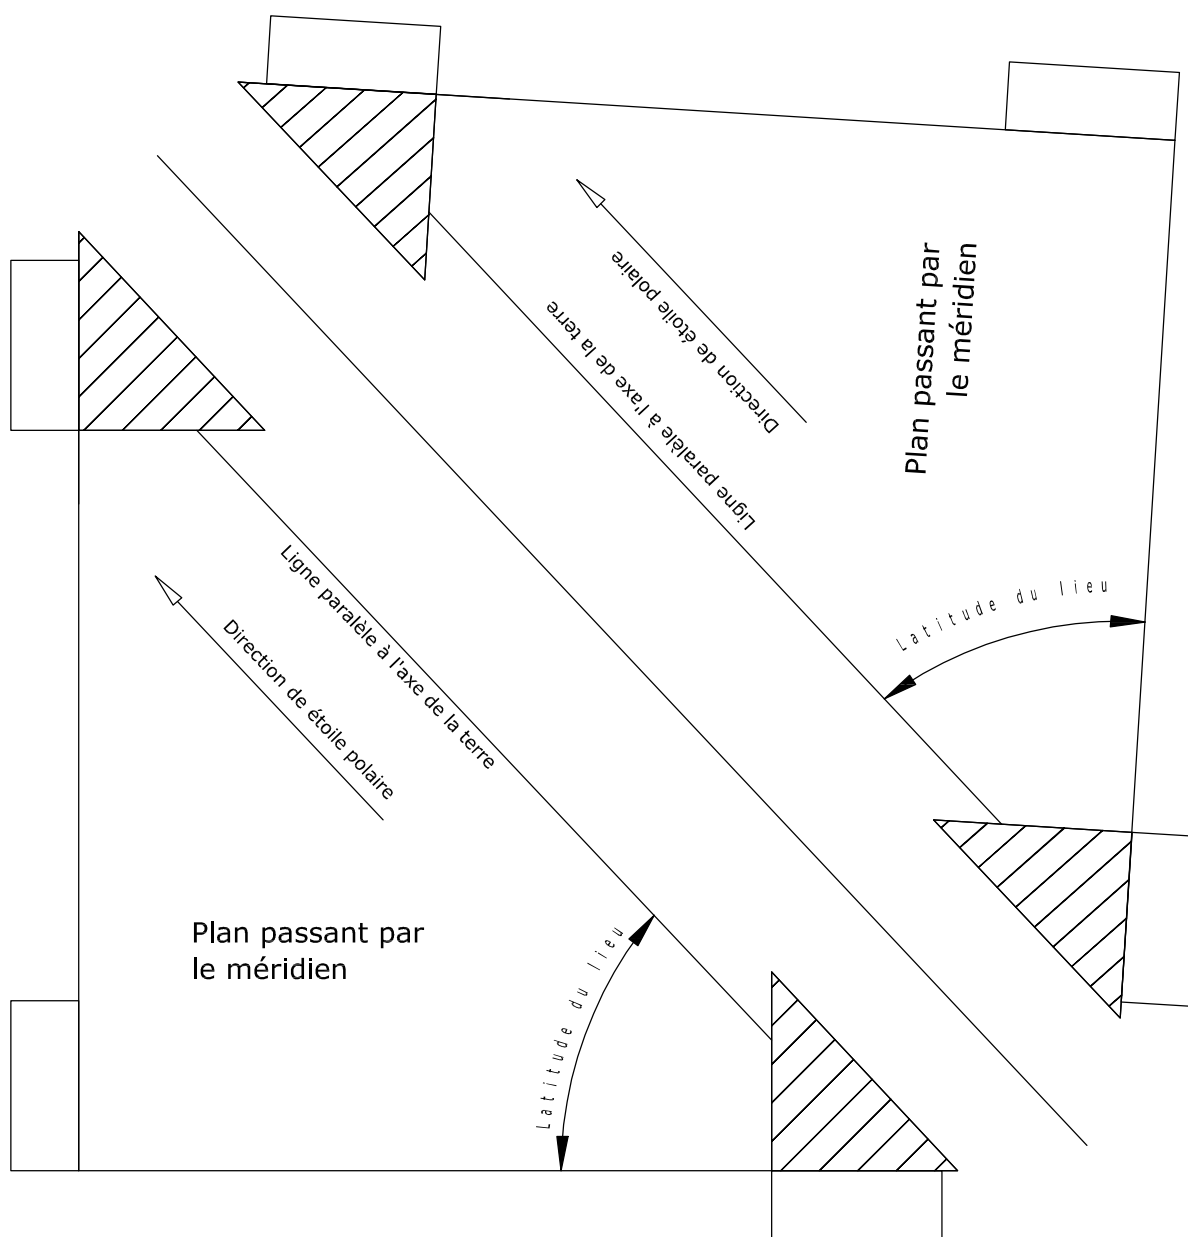 Direction de étoile polaire
Ligne paralèle à l'axe de la terre
Plan passant par
le méridien
Latitude du lieu
Ligne paralèle à l'axe de la terre
Direction de étoile polaire
Plan passant par
le méridien
Latitude du lieu